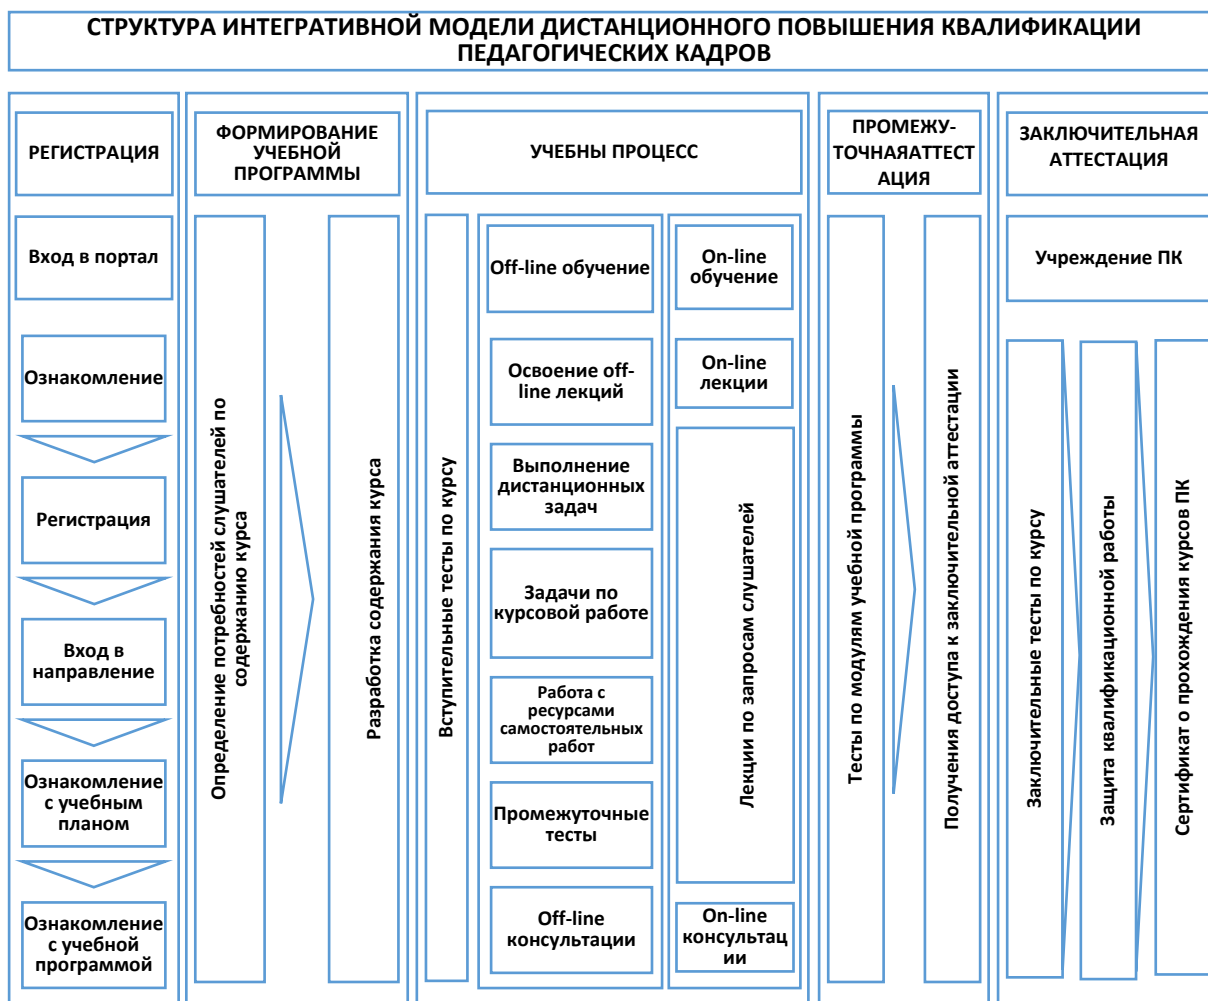 СТРУКТУРА ИНТЕГРАТИВНОЙ МОДЕЛИ ДИСТАНЦИОННОГО ПОВЫШЕНИЯ КВАЛИФИКАЦИИ
ПЕДАГОГИЧЕСКИХ КАДРОВ
РЕГИСТРАЦИЯ
Вход в портал
Ознакомление
Регистрация
Вход в
направление
Ознакомление
с учебным
планом
Ознакомление
с учебной
программой
ФОРМИРОВАНИЕ
УЧЕБНОЙ
ПРОГРАММЫ
Определение потребностей слушателей по
содержанию курса
Разработка содержания курса
УЧЕБНЫ ПРОЦЕСС
Вступительные тесты по курсу
Off-line обучение
Освоение off-
line лекций
Выполнение
дистанционных
задач
Задачи по
курсовой работе
Работа с
ресурсами
самостоятельных
работ
Промежуточные
тесты
Off-line
консультации
On-line
обучение
On-line
лекции
Лекции по запросам слушателей
On-line
консультац
ии
ПРОМЕЖУ-
ТОЧНАЯАТТЕСТ
АЦИЯ
Тесты по модулям учебной программы
Получения доступа к заключительной аттестации
ЗАКЛЮЧИТЕЛЬНАЯ
АТТЕСТАЦИЯ
Учреждение ПК
Заключительные тесты по курсу
Защита квалификационной работы
Сертификат о прохождения курсов ПК